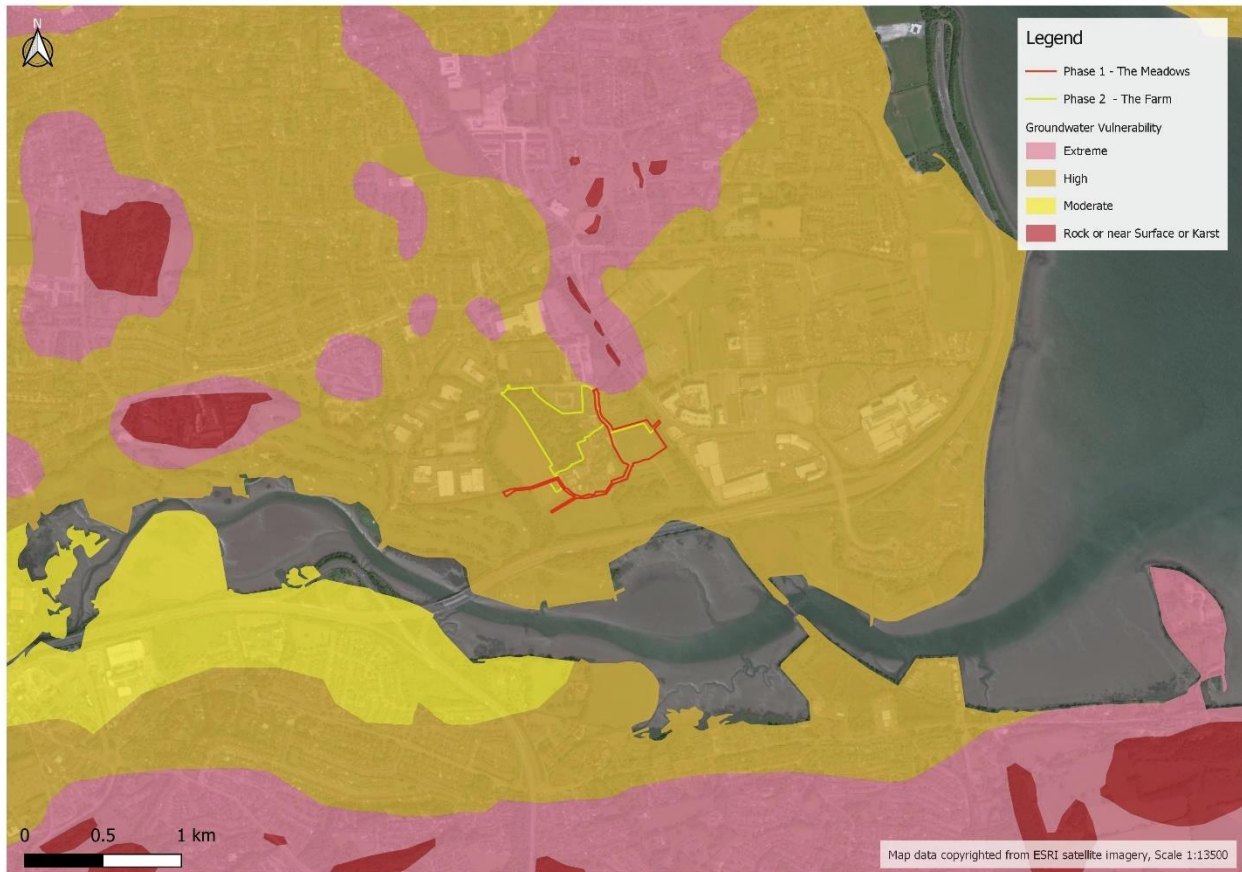 N
Legend
Phase 1 - The Meadows
Phase 2 - The Farm
Groundwater Vulnerability
Extreme
High
Moderate
Rock or near Surface or Karst
0 0.5 1 km
Map data copyrighted from ESRI satellite imagery, Scale 1:13500